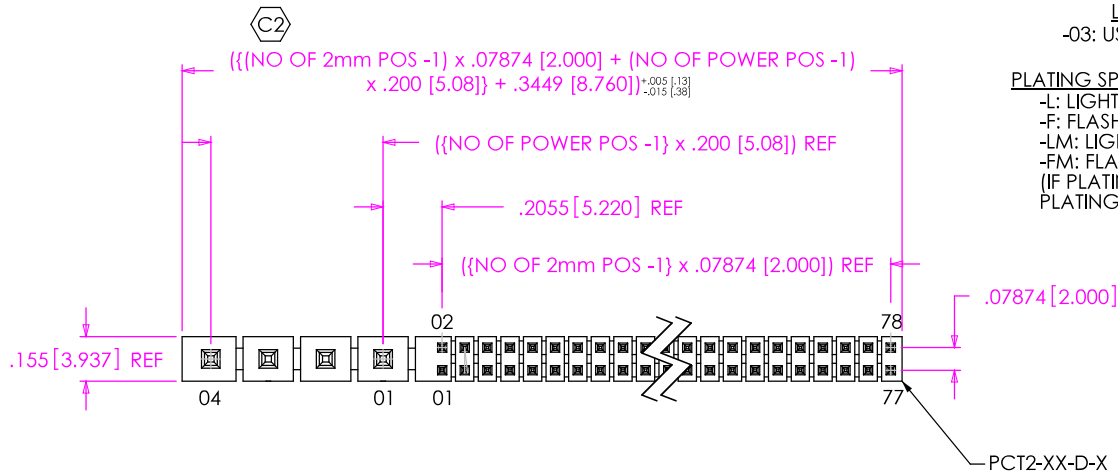 C2
L
-03: US
({(NO OF 2mm POS -1) x .07874 [2.000] + (NO OF POWER POS -1)
x .200 [5.08]} + .3449 [8.760])+.005 [.13] -.015 [.38]
PLATING SP
-L: LIGHT
-F: FLASH
-LM: LIG
-FM: FLA
(IF PLATIN
PLATING
({NO OF POWER POS -1} x .200 [5.08]) REF
.2055 [5.220] REF
({NO OF 2mm POS -1} x .07874 [2.000]) REF
.07874 [2.000]
02
78
.155 [3.937] REF
04
01
01
77
PCT2-XX-D-X